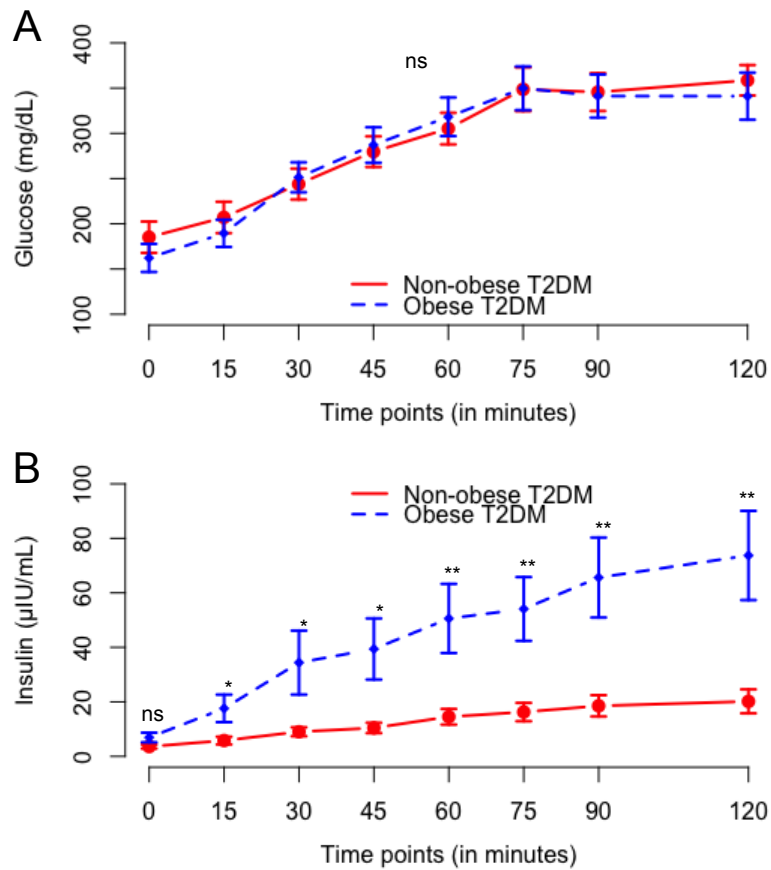 A
400
300
200
100
Glucose (mg/dL)
ns
Non-obese T2DM
Obese T2DM
0 15 30 45 60 75 90 120
Time points (in minutes)
B
100
80
60
40
20
0
Insulin (µIU/mL)
Non-obese T2DM
Obese T2DM
ns * * * ** ** ** **
0 15 30 45 60 75 90 120
Time points (in minutes)